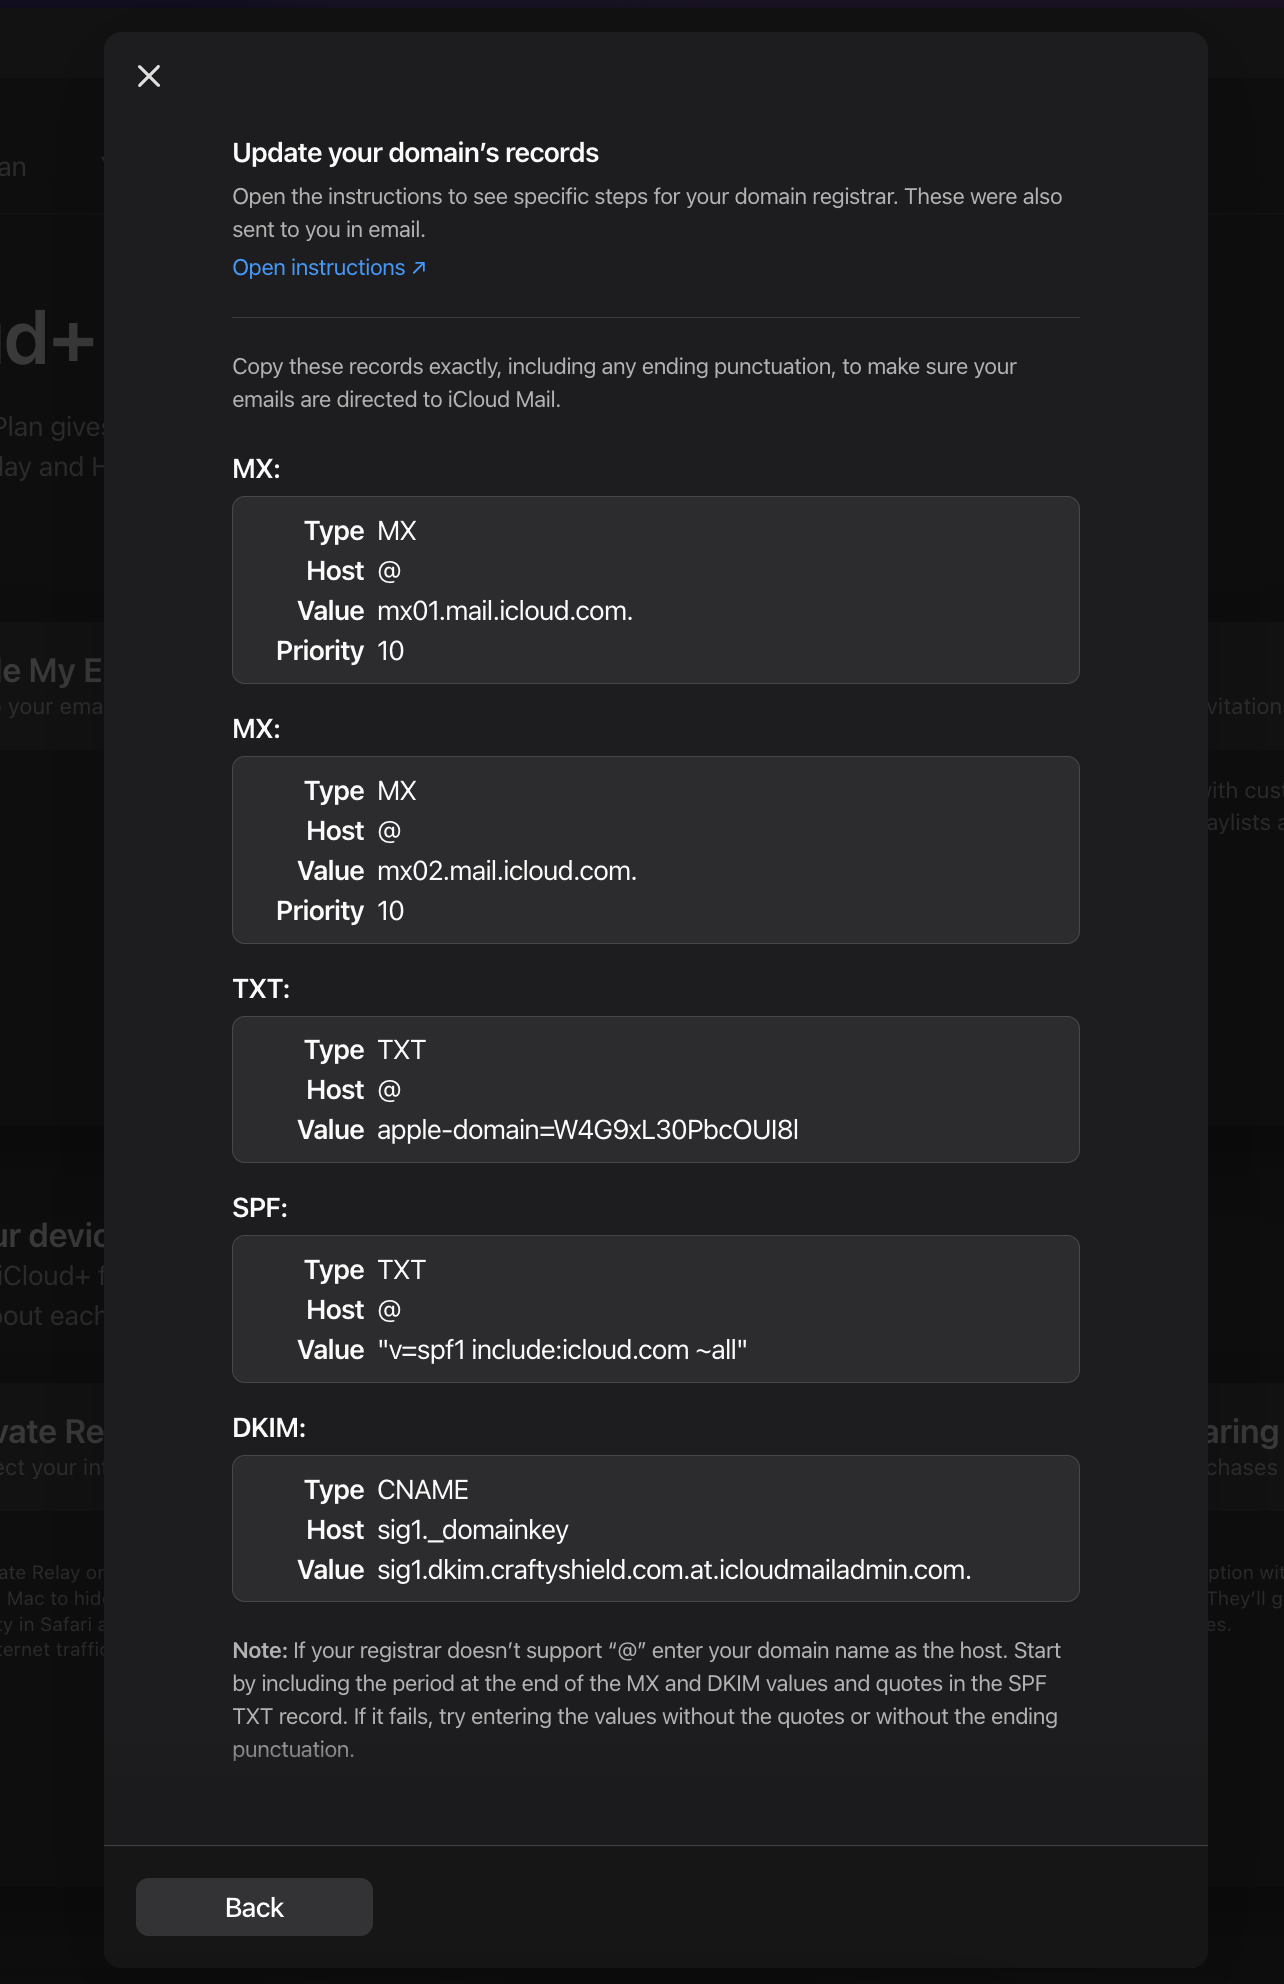 Update your domain’s records
Open the instructions to see specific steps for your domain registrar. These were also
sent to you in email.
Open instructions ↗
Copy these records exactly, including any ending punctuation, to make sure your
emails are directed to iCloud Mail.
MX:
Type MX
Host @
Value mx01.mail.icloud.com.
Priority 10
MX:
Type MX
Host @
Value mx02.mail.icloud.com.
Priority 10
TXT:
Type TXT
Host @
Value apple-domain=W4G9xL30PbcOUI8l
SPF:
Type TXT
Host @
Value "v=spf1 include:icloud.com ~all"
DKIM:
Type CNAME
Host sig1._domainkey
Value sig1.dkim.craftyshield.com.at.icloudmailadmin.com.
Note: If your registrar doesn’t support “@” enter your domain name as the host. Start
by including the period at the end of the MX and DKIM values and quotes in the SPF
TXT record. If it fails, try entering the values without the quotes or without the ending
punctuation.
Back